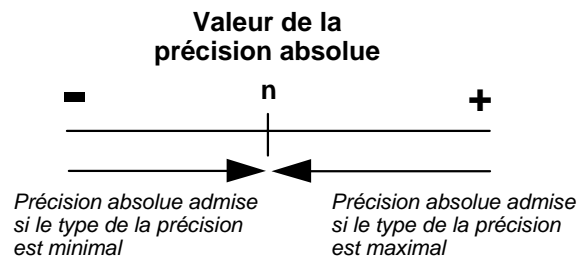 Valeur de la
précision absolue
- n +
Précision absolue admise
si le type de la précision
est minimal
Précision absolue admise
si le type de la précision
est maximal